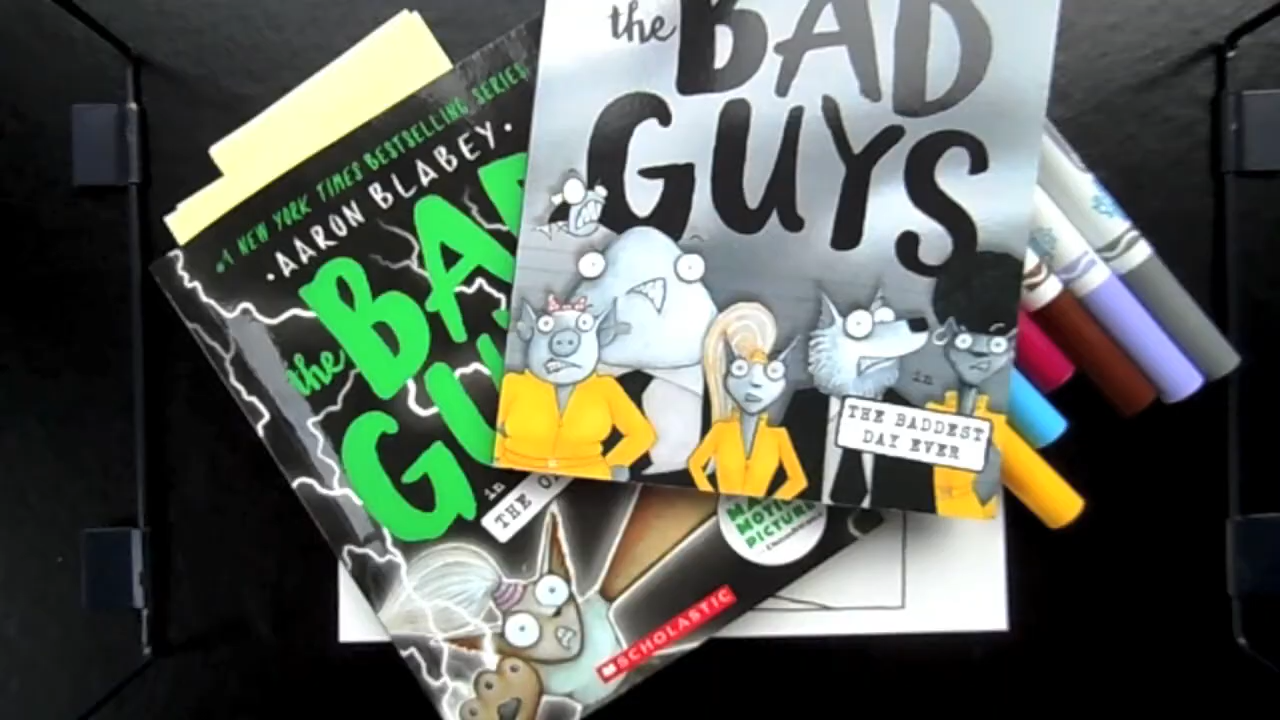 #1 NEW YORK TIMES BESTSELLING SERIES
·AARON BLABEY·
the BAD
GU
in
THE
SCHOLASTIC
MOTION
PICTURE
the BAD
GUYS
in
THE BADDEST
DAY EVER